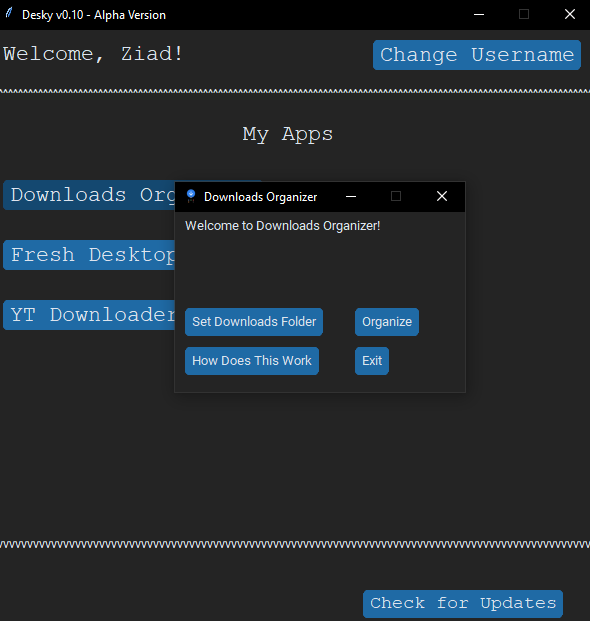 Desky v0.10 - Alpha Version
Welcome, Ziad!
Change Username
My Apps
Downloads Org
Fresh Desktop
YT Downloader
Downloads Organizer
Welcome to Downloads Organizer!
Set Downloads Folder
Organize
How Does This Work
Exit
Check for Updates